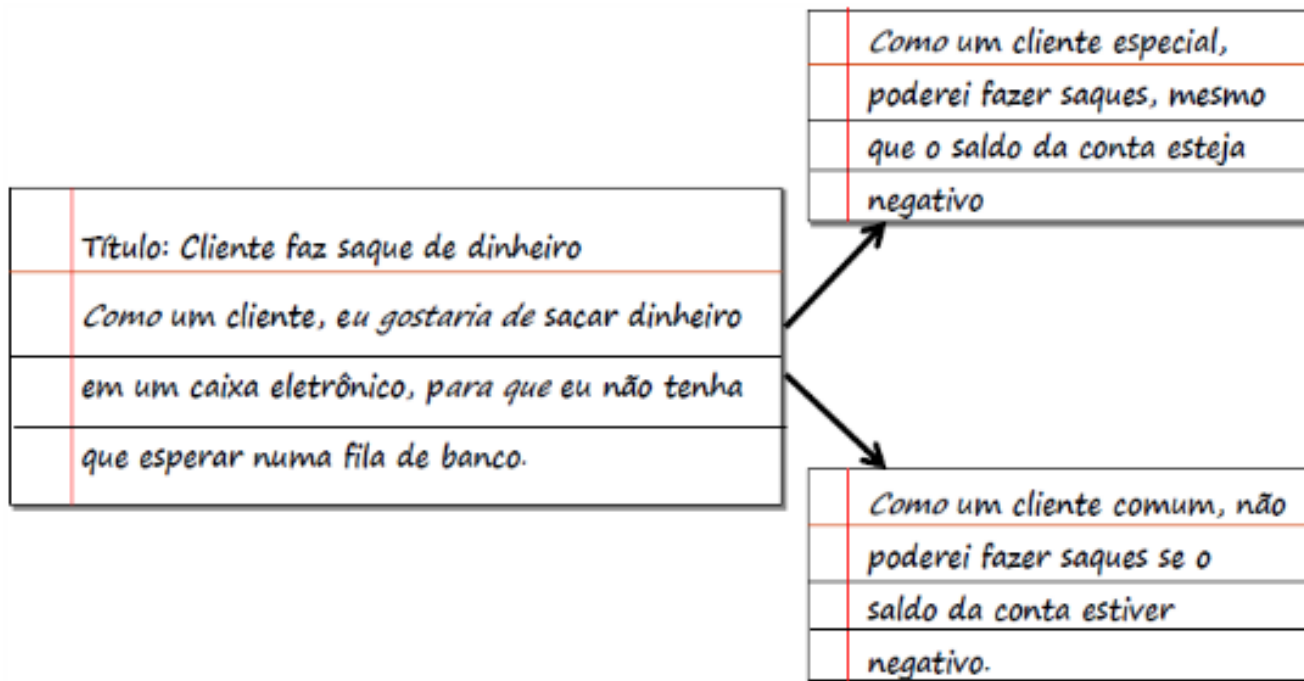 Título: Cliente faz saque de dinheiro
Como um cliente, eu gostaria de sacar dinheiro
em um caixa eletrônico, para que eu não tenha
que esperar numa fila de banco.
Como um cliente especial,
poderei fazer saques, mesmo
que o saldo da conta esteja
negativo
Como um cliente comum, não
poderei fazer saques se o
saldo da conta estiver
negativo.